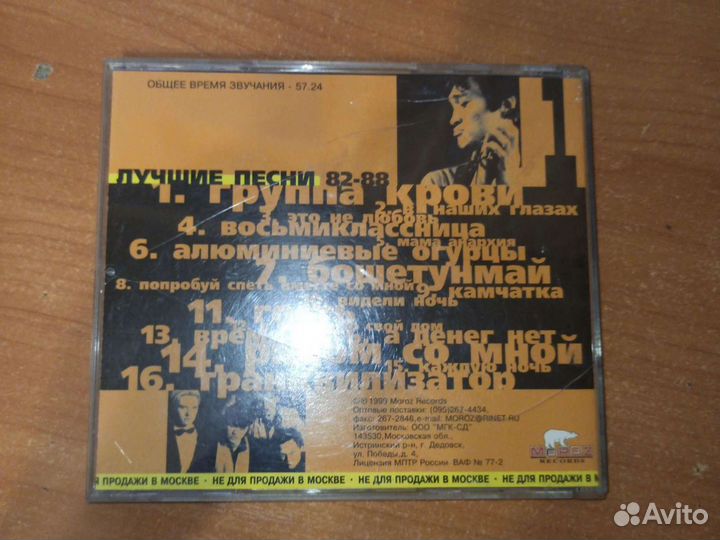 ОБЩЕЕ ВРЕМЯ ЗВУЧАНИЯ - 57.24
ЛУЧШИЕ ПЕСНИ 82-88
1. группа крови
2. в наших глазах
3. это не любовь
4. восьмиклассница
5. мама анархия
6. алюминиевые огурцы
7. бошетунмай
8. попробуй спеть вместе со мной
9. камчатка
видели ночь
11.
свой дом
13. а денег нет
14. со мной
15. каждую ночь
16. транквилизатор
©® 1999 Moroz Records
Оптовые поставки: (095)267-4434,
факс: 267-2846, e-mail: MOROZ@RINET.RU
Изготовитель: ООО "МГК-СД"
143530, Московская обл.,
Истринский р-н, г. Дедовск,
ул. Победы, д. 4,
Лицензия МПТР России ВАФ № 77-2
MOROZ
RECORDS
Я ПРОДАЖИ В МОСКВЕ · НЕ ДЛЯ ПРОДАЖИ В МОСКВЕ · НЕ ДЛЯ ПРОДАЖИ В МОСКВЕ · НЕ ДЛЯ ПРОДАЖИ В М
Avito